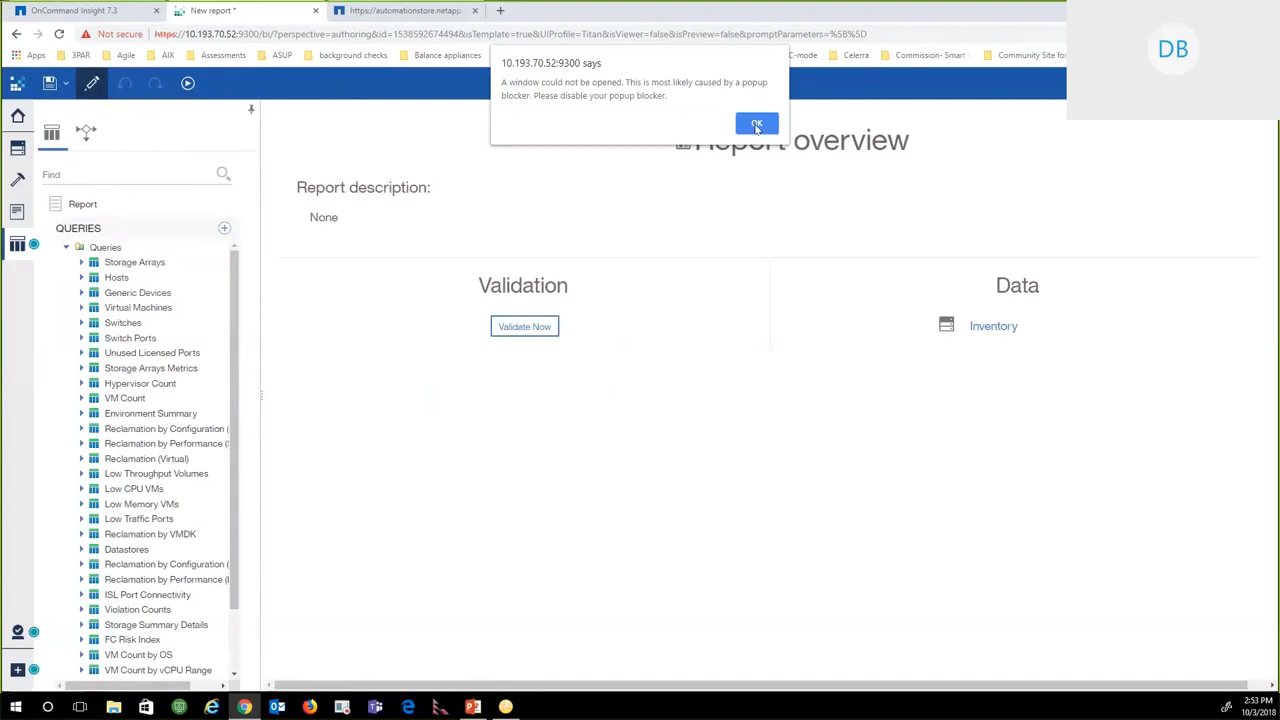 OnCommand Insight 7.3
New report *
https://automationstore.netapp.
Not secure
https://10.193.70.52:9300/bi/?perspective=authoring&id=1538592674494&isTemplate=true&UIProfile=Titan&isViewer=false&isPreview=false&promptParameters=%5B%5D
Apps
3PAR
Agile
AIX
Assessments
ASUP
background checks
Balance appliances
C-mode
Celerra
Commission- Smart
Community Site for
DB
10.193.70.52:9300 says
A window could not be opened. This is most likely caused by a popup
blocker. Please disable your popup blocker.
OK
Report overview
Report description:
None
Validation
Validate Now
Data
Inventory
Find
Report
QUERIES
Queries
Storage Arrays
Hosts
Generic Devices
Virtual Machines
Switches
Switch Ports
Unused Licensed Ports
Storage Arrays Metrics
Hypervisor Count
VM Count
Environment Summary
Reclamation by Configuration (
Reclamation by Performance (
Reclamation (Virtual)
Low Throughput Volumes
Low CPU VMs
Low Memory VMs
Low Traffic Ports
Reclamation by VMDK
Datastores
Reclamation by Configuration (
Reclamation by Performance (
ISL Port Connectivity
Violation Counts
Storage Summary Details
FC Risk Index
VM Count by OS
VM Count by vCPU Range
2:53 PM
10/3/2018